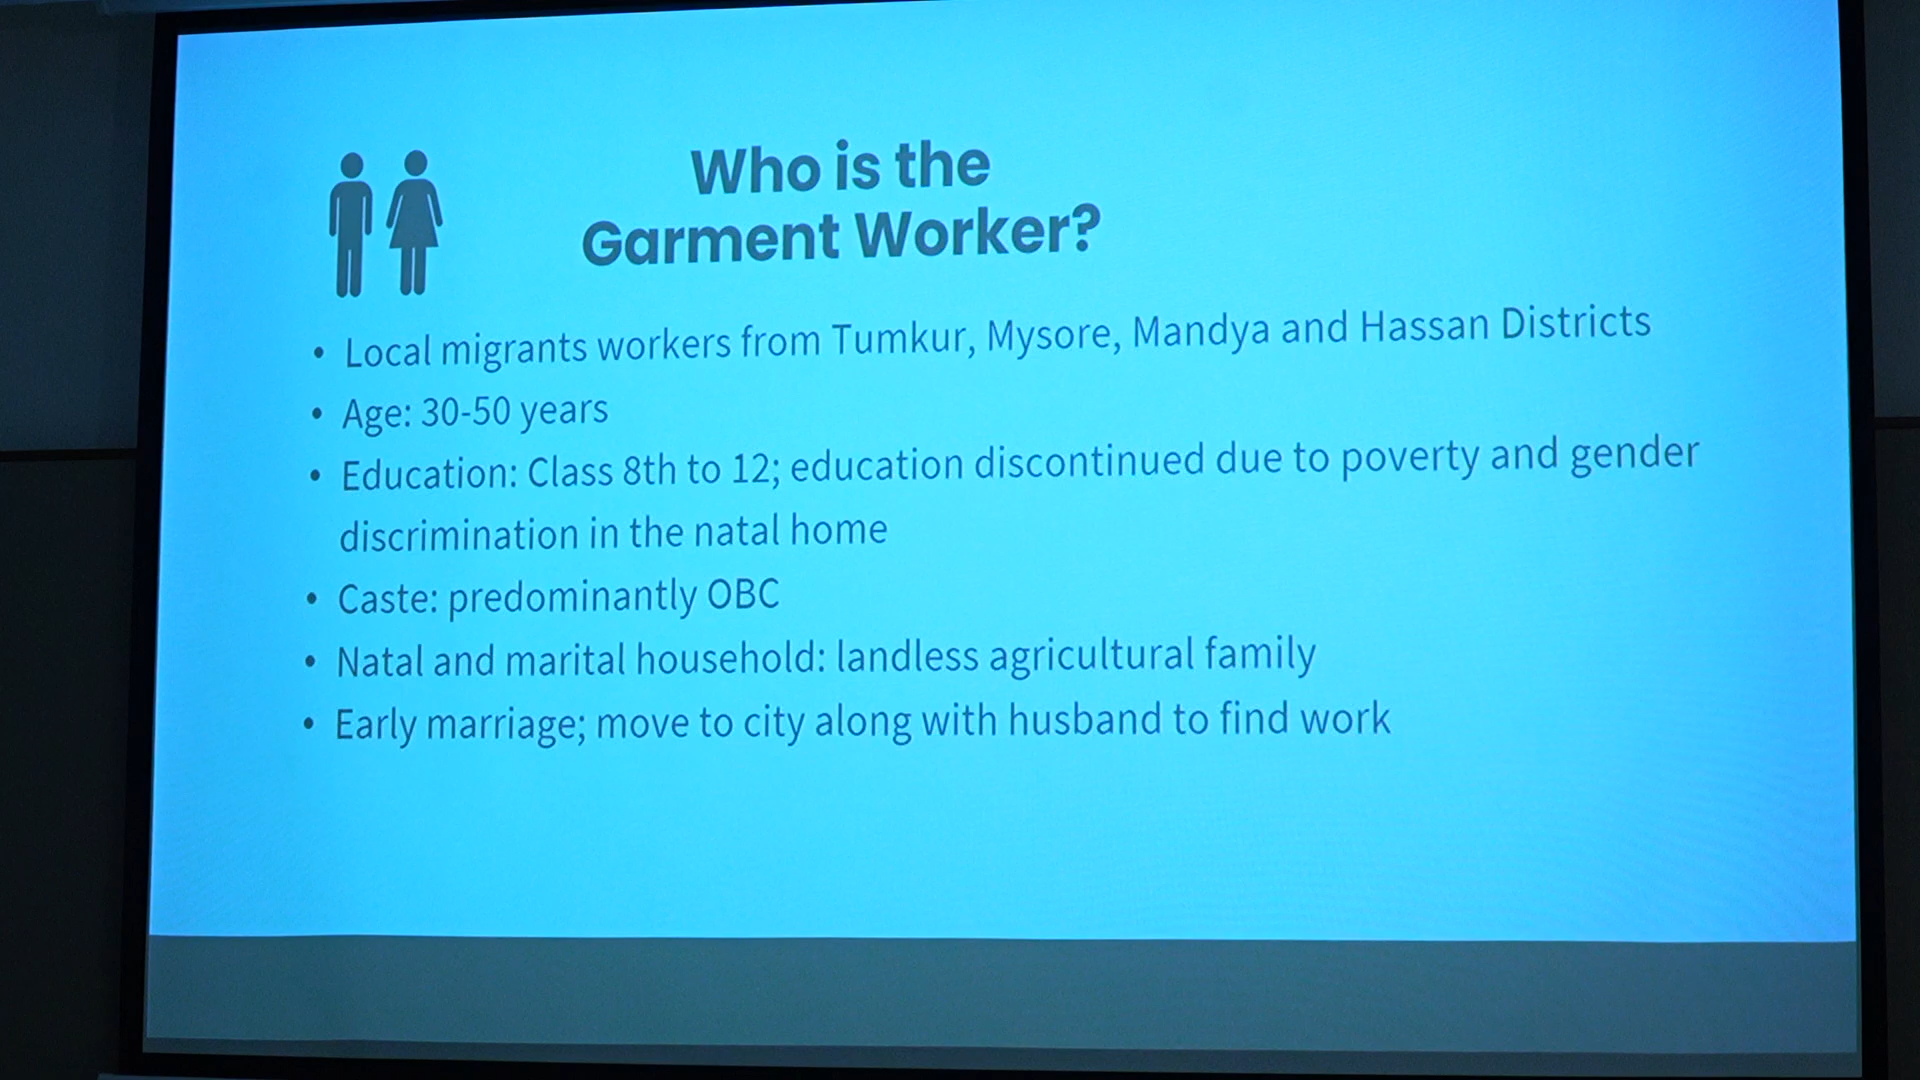 Who is the
Garment Worker?
• Local migrants workers from Tumkur, Mysore, Mandya and Hassan Districts
• Age: 30-50 years
• Education: Class 8th to 12; education discontinued due to poverty and gender
discrimination in the natal home
• Caste: predominantly OBC
• Natal and marital household: landless agricultural family
• Early marriage; move to city along with husband to find work